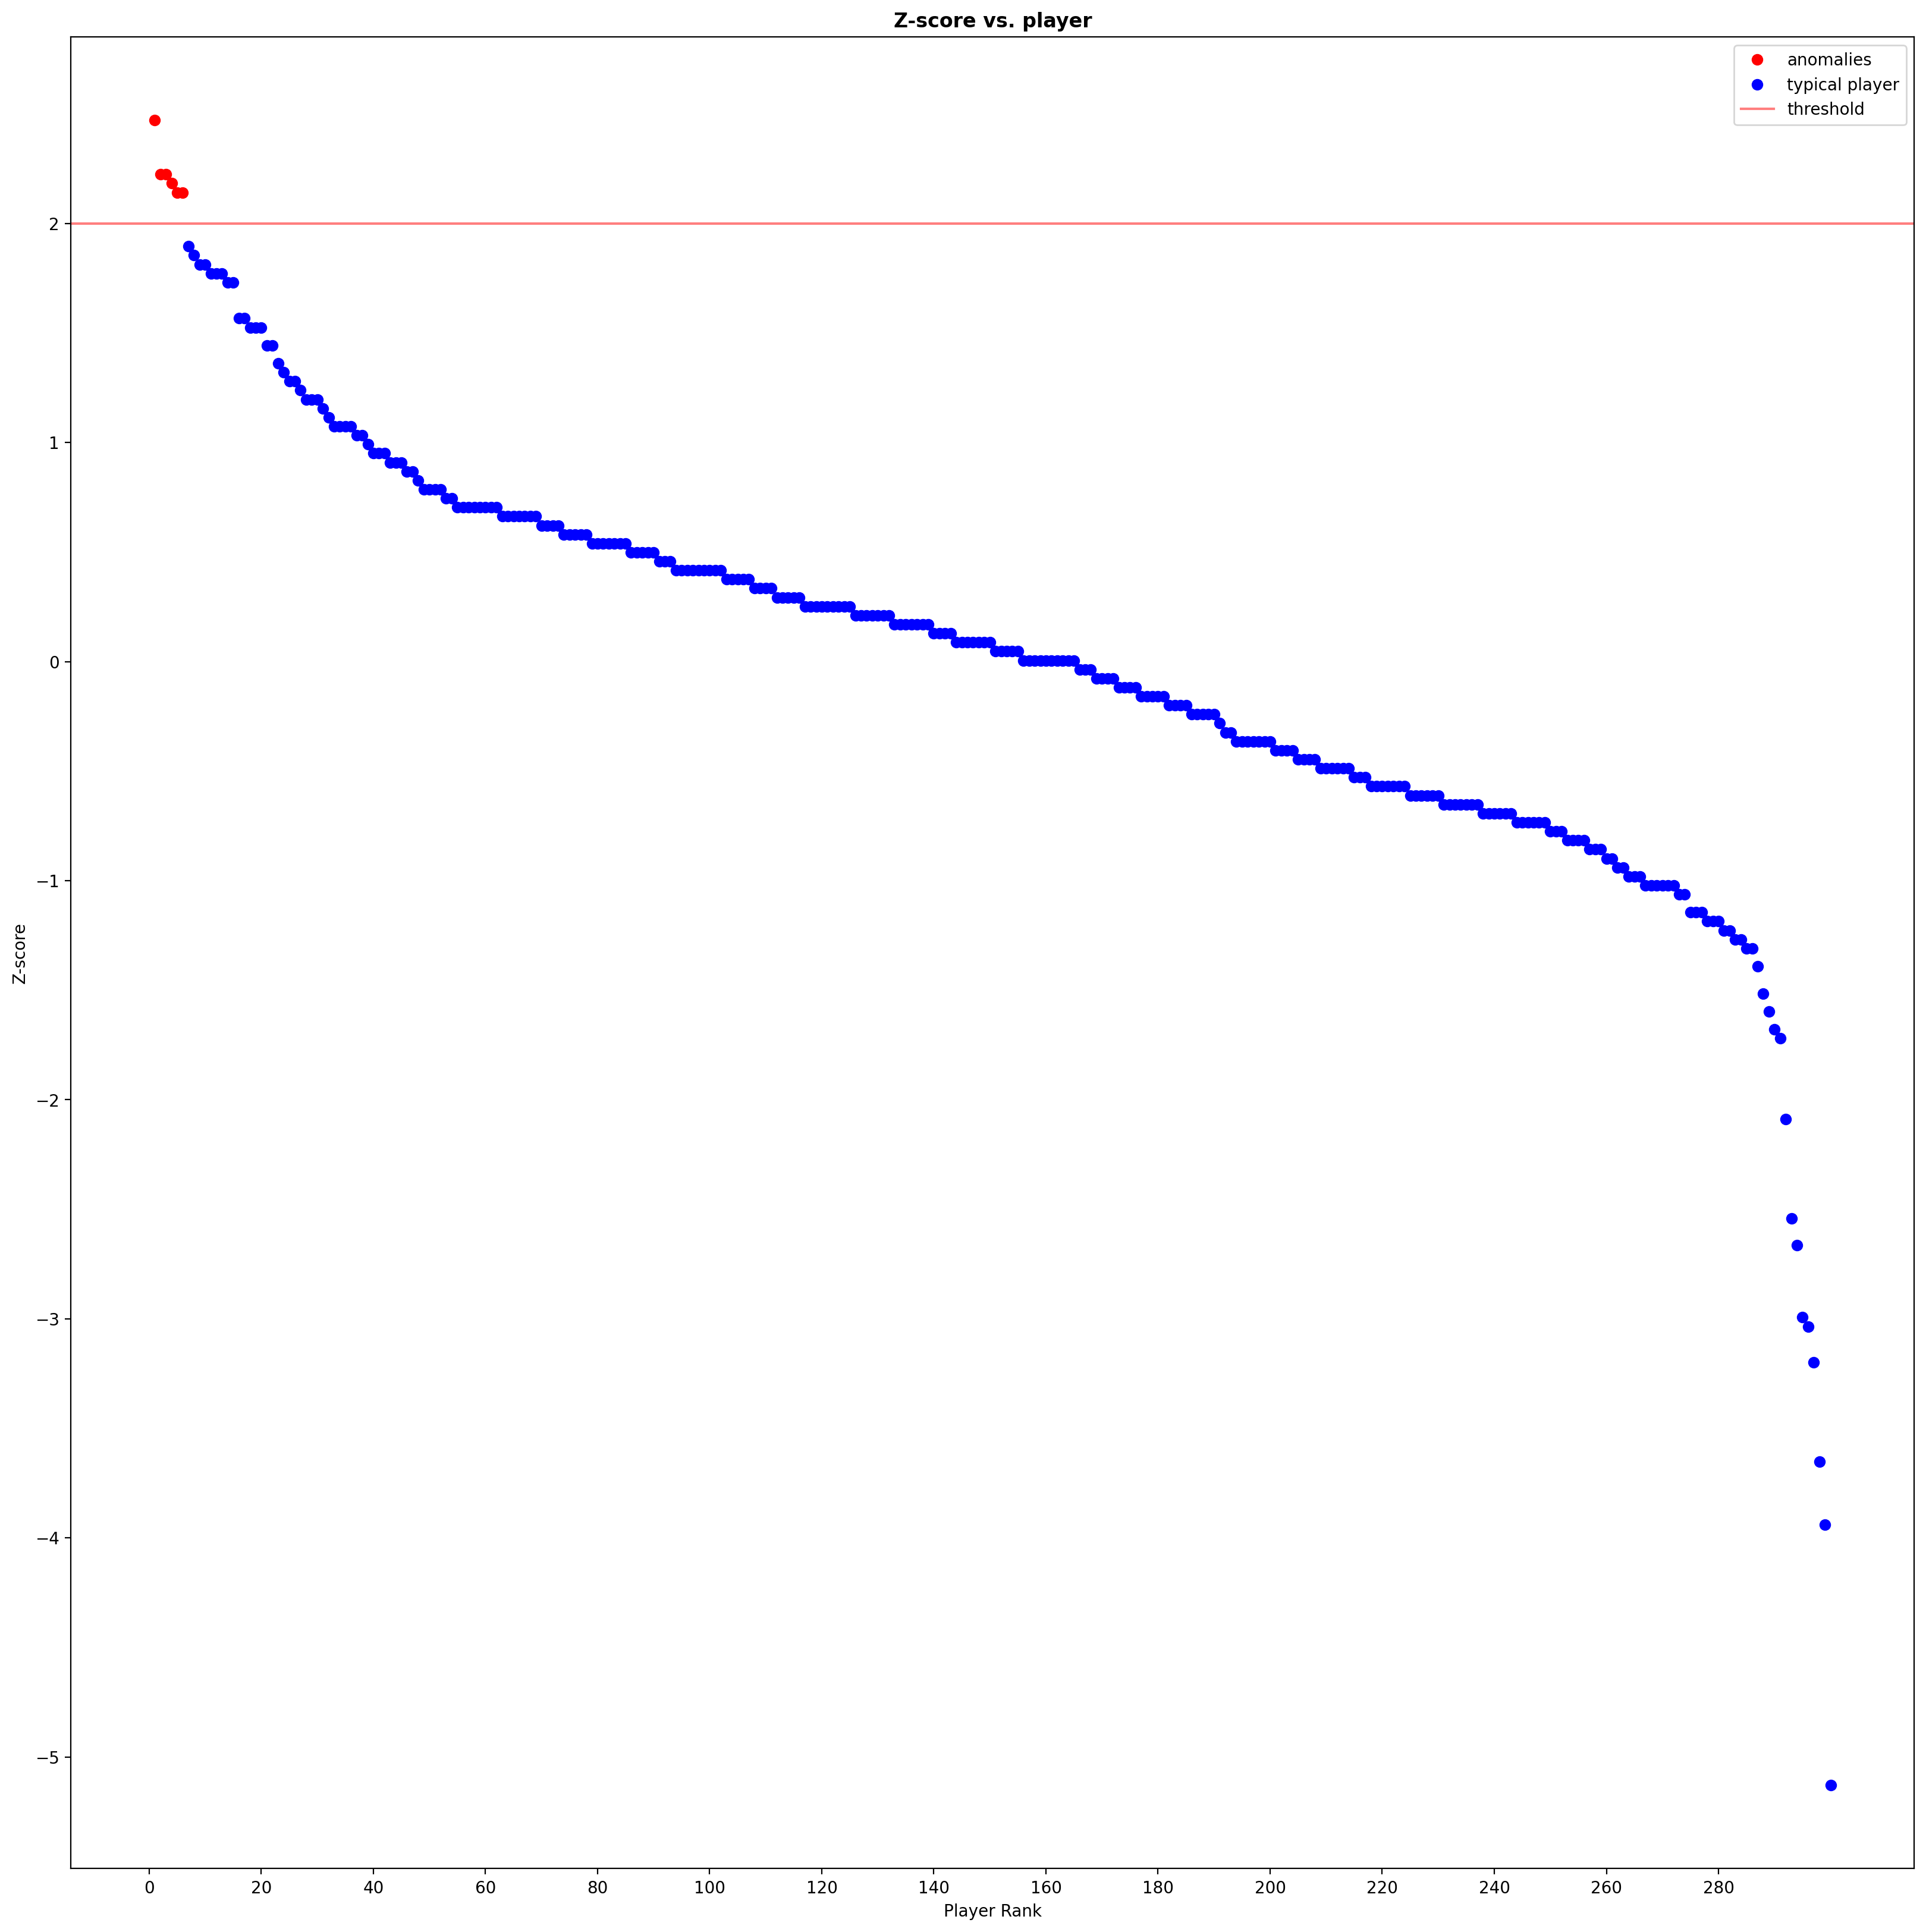 Z-score vs. player
anomalies
typical player
threshold
2
1
0
−1
−2
−3
−4
−5
Z-score
0 20 40 60 80 100 120 140 160 180 200 220 240 260 280
Player Rank